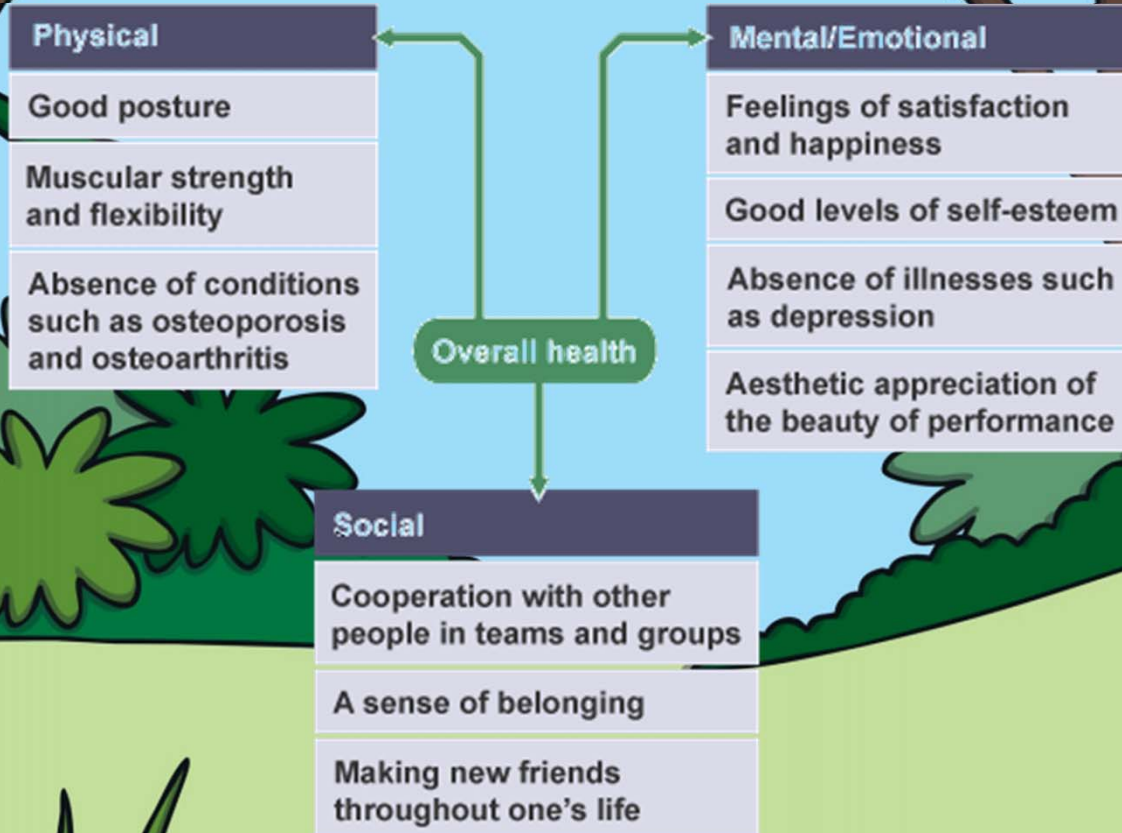 Physical
Good posture
Muscular strength
and flexibility
Absence of conditions
such as osteoporosis
and osteoarthritis
Mental/Emotional
Feelings of satisfaction
and happiness
Good levels of self-esteem
Absence of illnesses such
as depression
Aesthetic appreciation of
the beauty of performance
Overall health
Social
Cooperation with other
people in teams and groups
A sense of belonging
Making new friends
throughout one's life